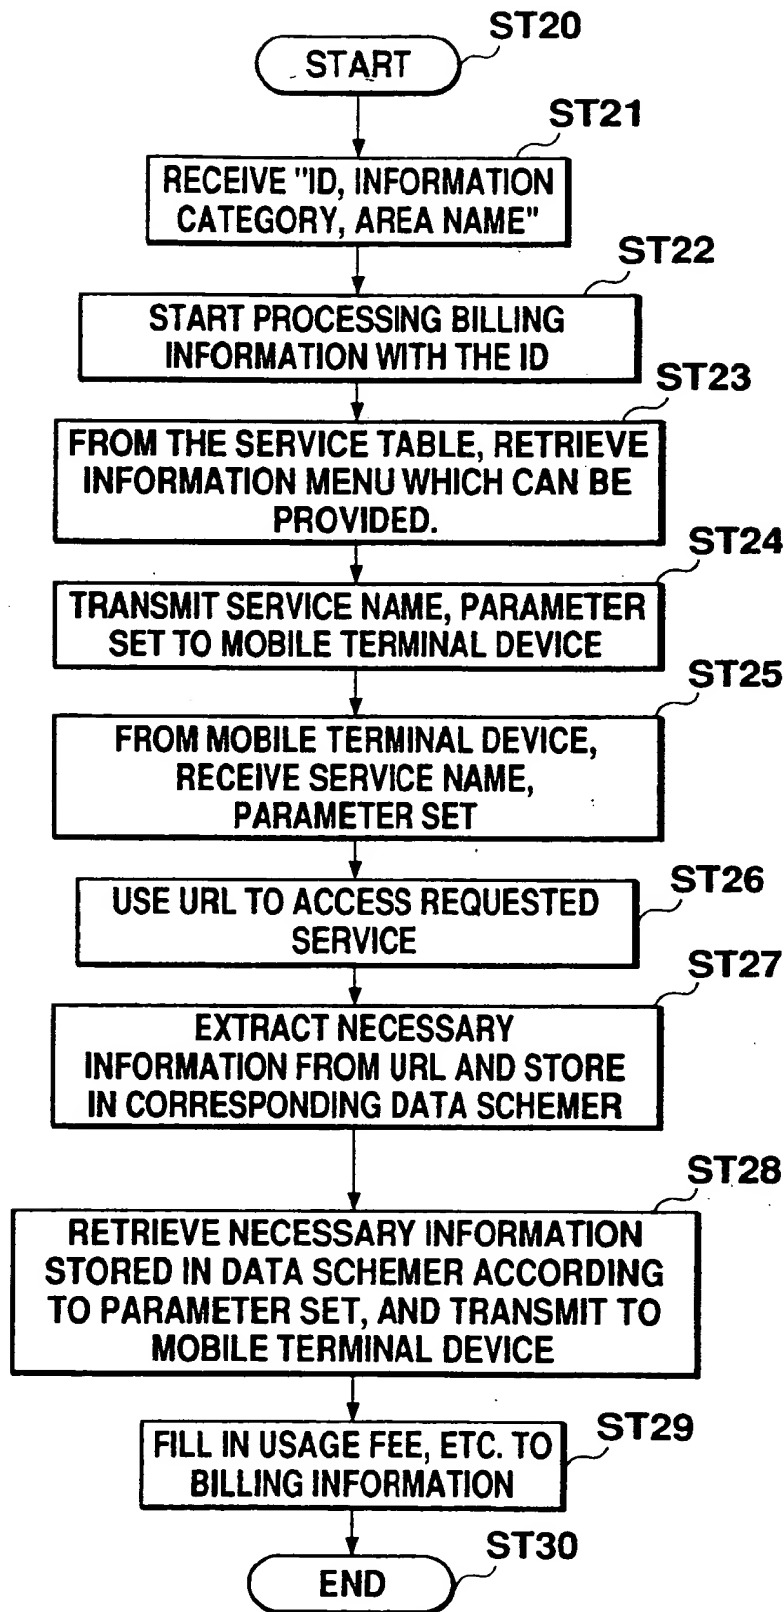 ST20
START
ST21
RECEIVE "ID, INFORMATION
CATEGORY, AREA NAME"
ST22
START PROCESSING BILLING
INFORMATION WITH THE ID
ST23
FROM THE SERVICE TABLE, RETRIEVE
INFORMATION MENU WHICH CAN BE
PROVIDED.
ST24
TRANSMIT SERVICE NAME, PARAMETER
SET TO MOBILE TERMINAL DEVICE
ST25
FROM MOBILE TERMINAL DEVICE,
RECEIVE SERVICE NAME,
PARAMETER SET
ST26
USE URL TO ACCESS REQUESTED
SERVICE
ST27
EXTRACT NECESSARY
INFORMATION FROM URL AND STORE
IN CORRESPONDING DATA SCHEMER
ST28
RETRIEVE NECESSARY INFORMATION
STORED IN DATA SCHEMER ACCORDING
TO PARAMETER SET, AND TRANSMIT TO
MOBILE TERMINAL DEVICE
ST29
FILL IN USAGE FEE, ETC. TO
BILLING INFORMATION
ST30
END